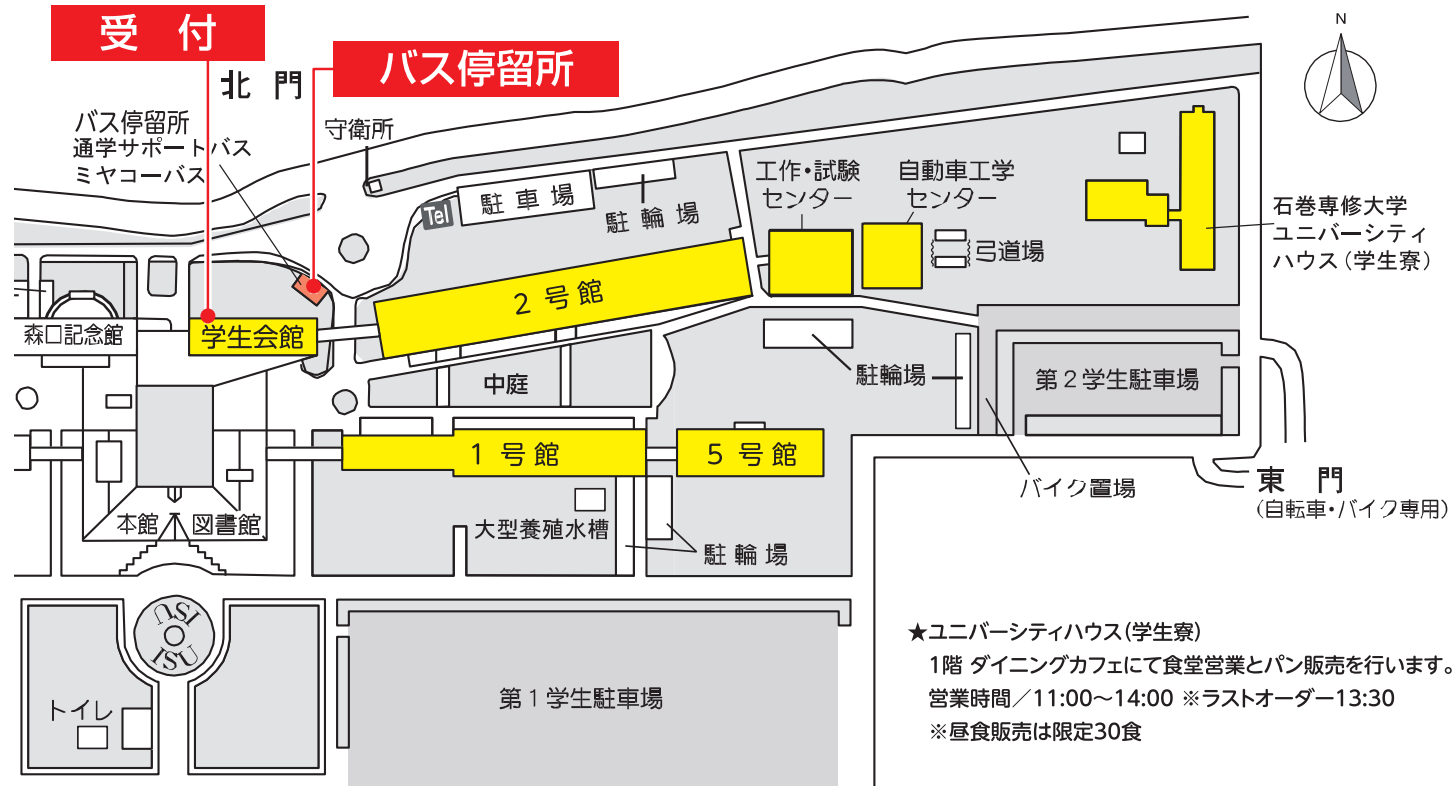 受 付
バス停留所
北 門
N
バス停留所
通学サポートバス
ミヤコーバス
守衛所
Tel
駐 車 場
駐 輪 場
工作・試験
センター
自動車工学
センター
弓道場
石巻専修大学
ユニバーシティ
ハウス(学生寮)
2 号 館
森口記念館
学生会館
中庭
駐輪場
第2学生駐車場
1 号 館
5 号 館
バイク置場
東 門
(自転車・バイク専用)
本館
図書館
大型養殖水槽
駐 輪 場
ISU
ISU
トイレ
第1学生駐車場
★ユニバーシティハウス(学生寮)
1階 ダイニングカフェにて食堂営業とパン販売を行います。
営業時間/11:00〜14:00 ※ラストオーダー13:30
※昼食販売は限定30食